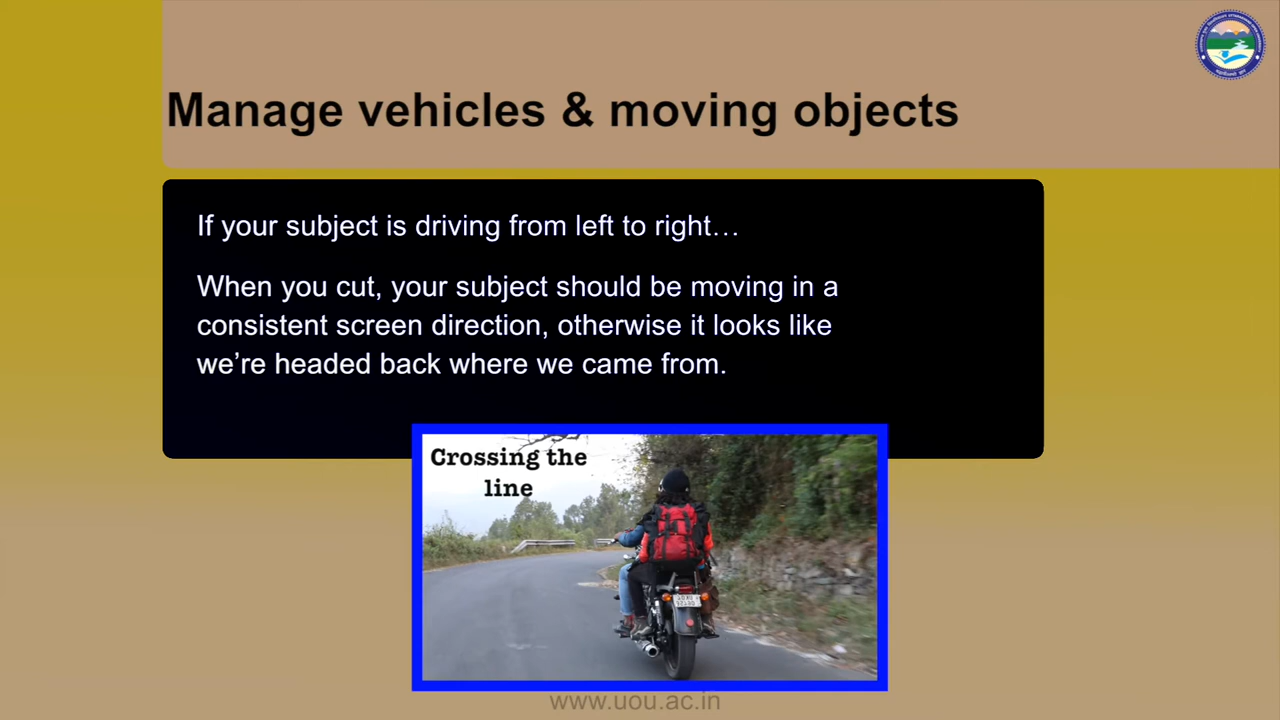 Manage vehicles & moving objects
If your subject is driving from left to right…
When you cut, your subject should be moving in a
consistent screen direction, otherwise it looks like
we’re headed back where we came from.
Crossing the
line
www.uou.ac.in